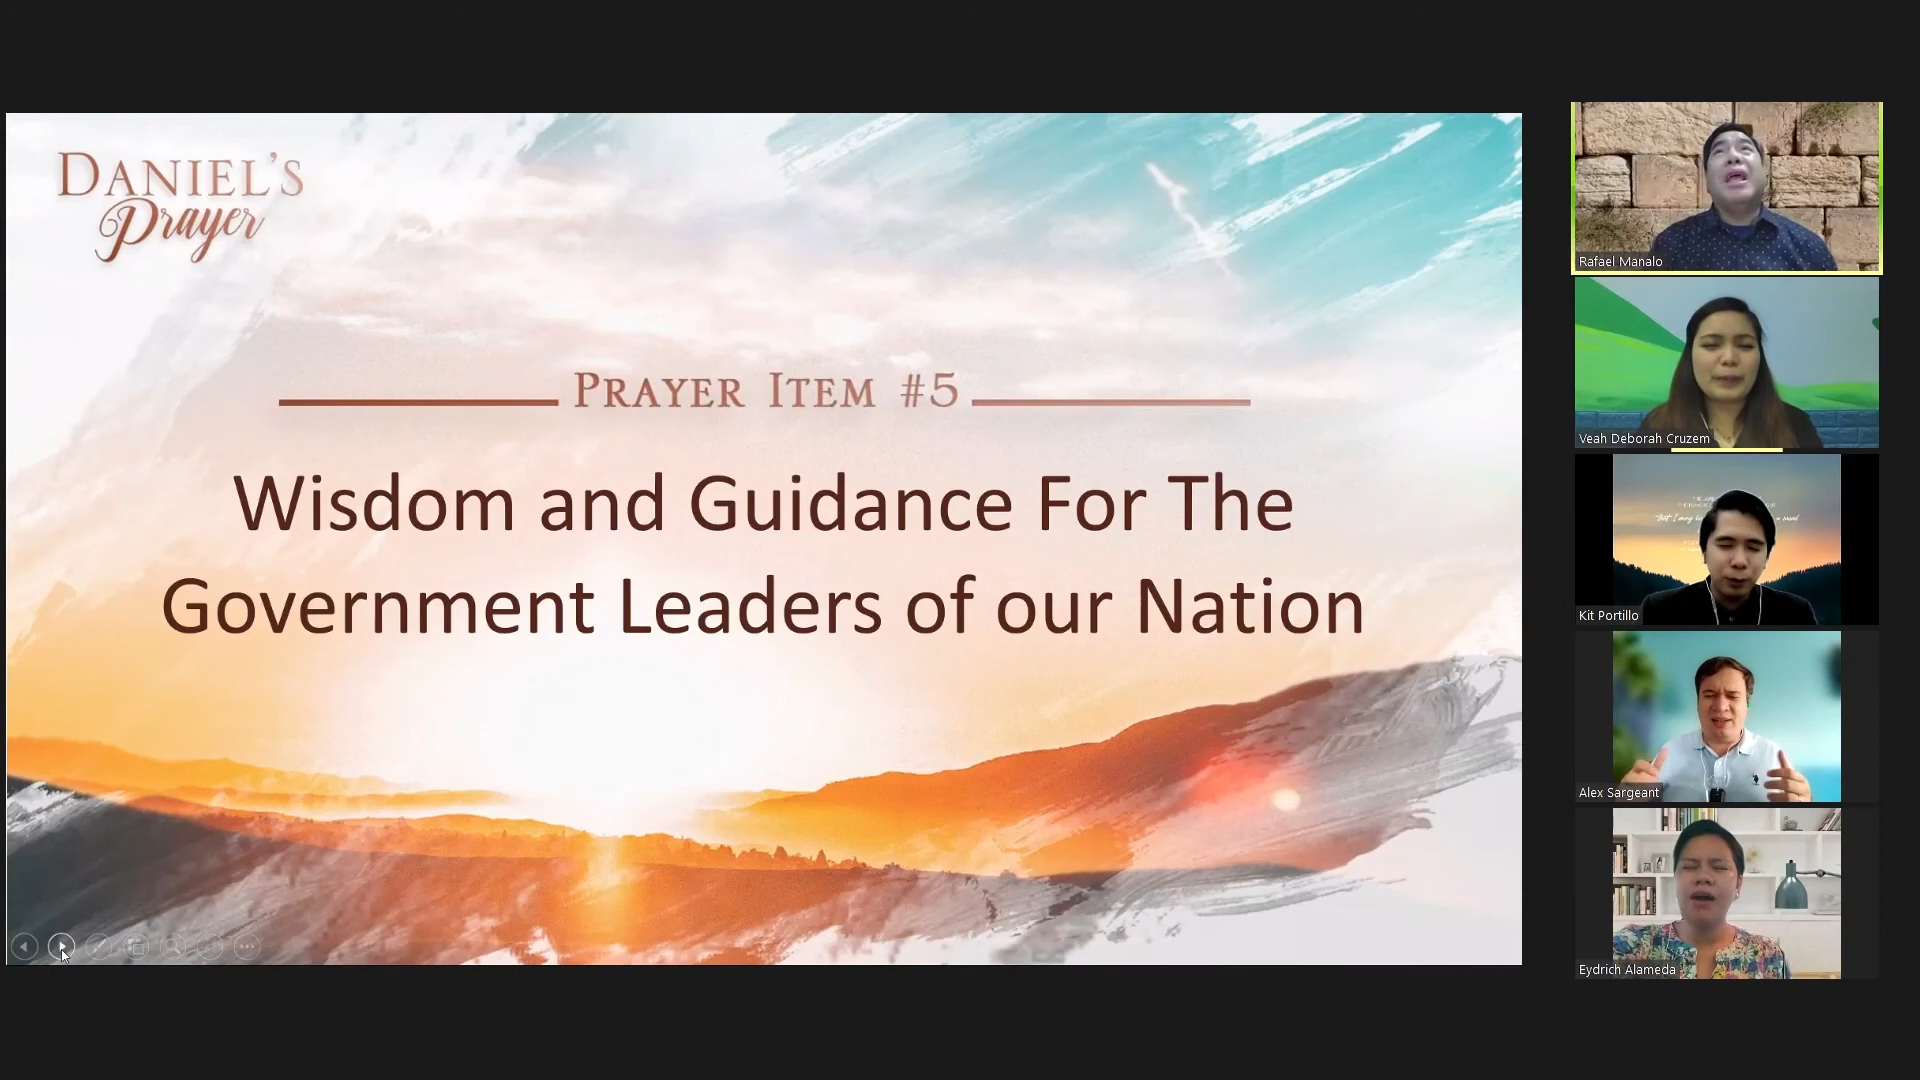 DANIEL'S
Prayer
PRAYER ITEM #5
Wisdom and Guidance For The
Government Leaders of our Nation
Rafael Manalo
Veah Deborah Cruzem
Kit Portillo
Alex Sargeant
Eydrich Alameda